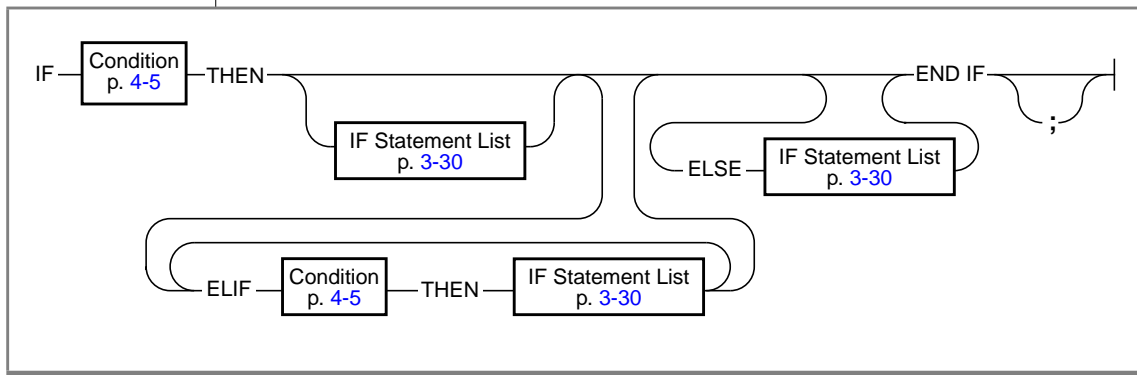 IF
Condition
p. 4-5
THEN
END IF
;
IF Statement List
p. 3-30
ELSE
IF Statement List
p. 3-30
ELIF
Condition
p. 4-5
THEN
IF Statement List
p. 3-30